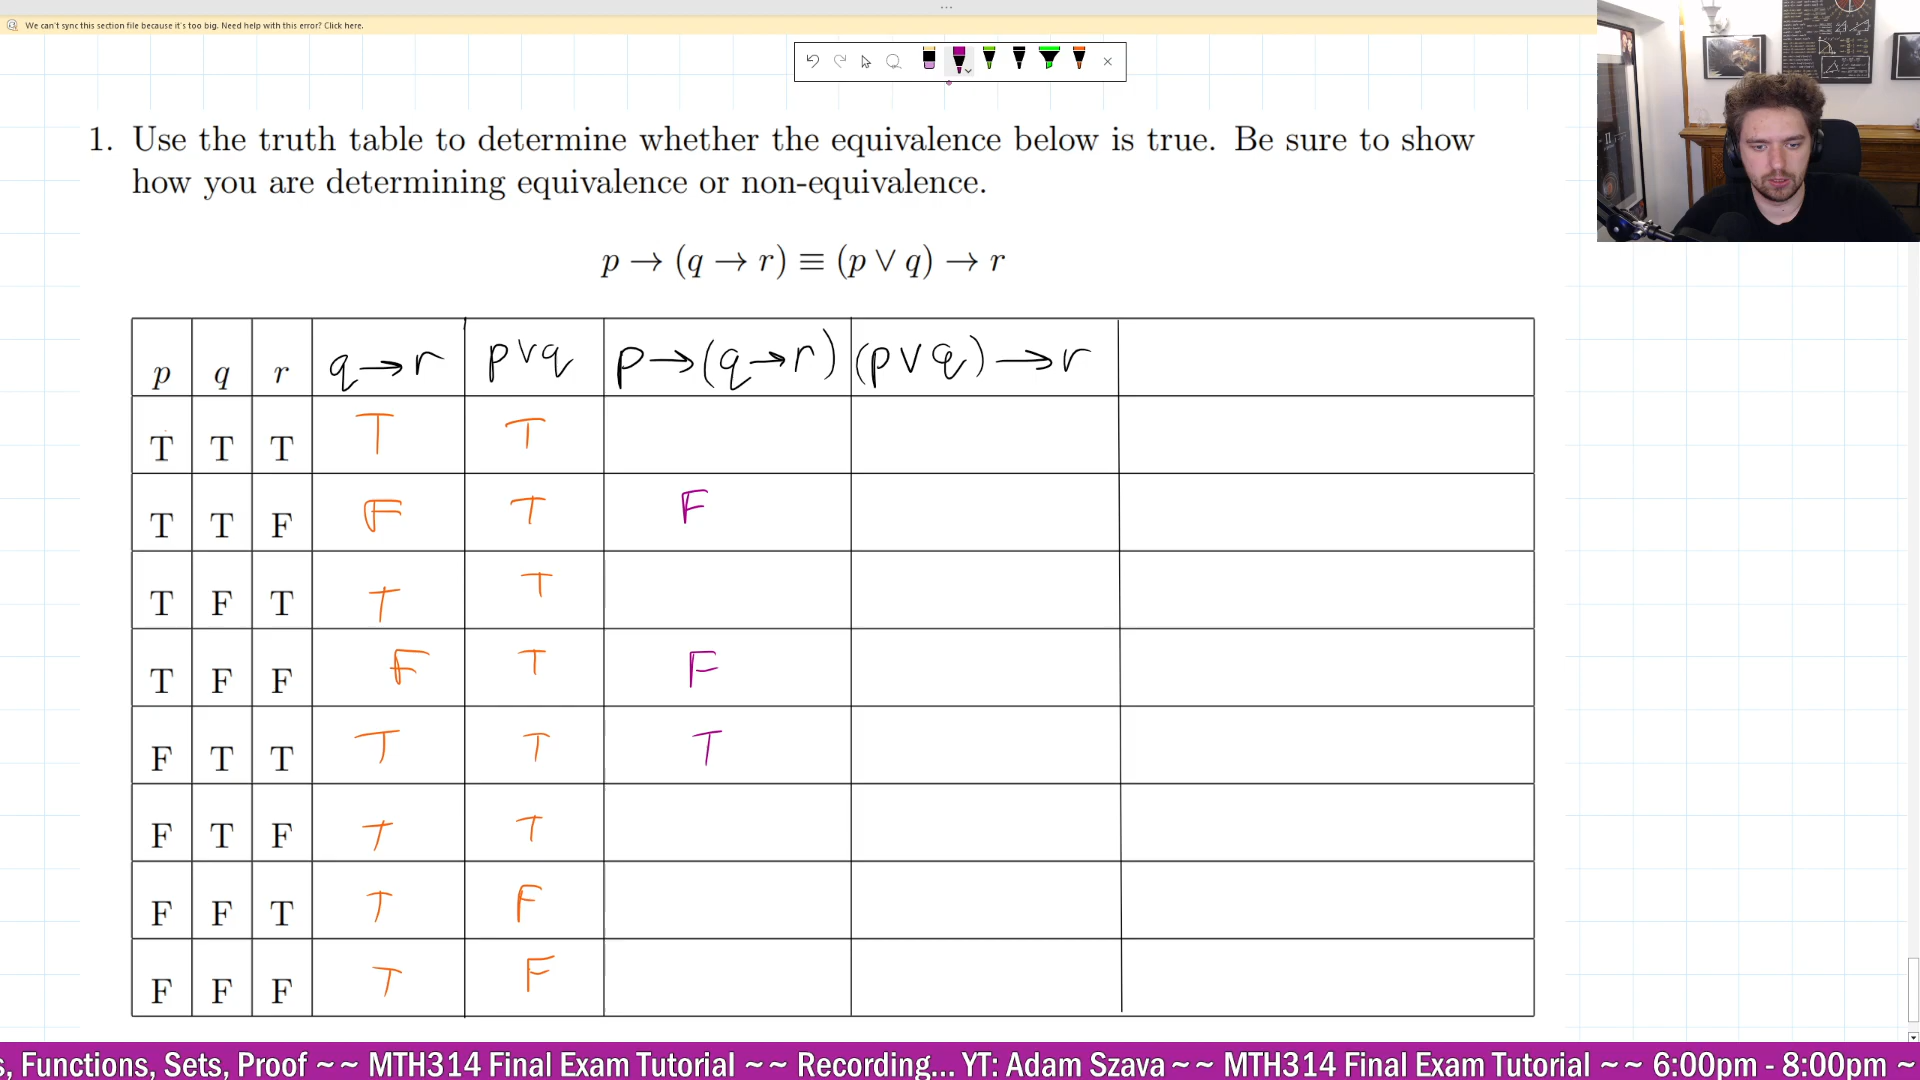 We can't sync this section file because it's too big. Need help with this error? Click here.
1. Use the truth table to determine whether the equivalence below is true. Be sure to show
how you are determining equivalence or non-equivalence.
p → (q → r) ≡ (p ∨ q) → r
p q r q → r p ∨ q p → (q → r) (p ∨ q) → r
T T T T T
T T F F T F
T F T T T
T F F F T F
F T T T T T
F T F T T
F F T T F
F F F T F
s, Functions, Sets, Proof ~~ MTH314 Final Exam Tutorial ~~ Recording... YT: Adam Szava ~~ MTH314 Final Exam Tutorial ~~ 6:00pm - 8:00pm ~